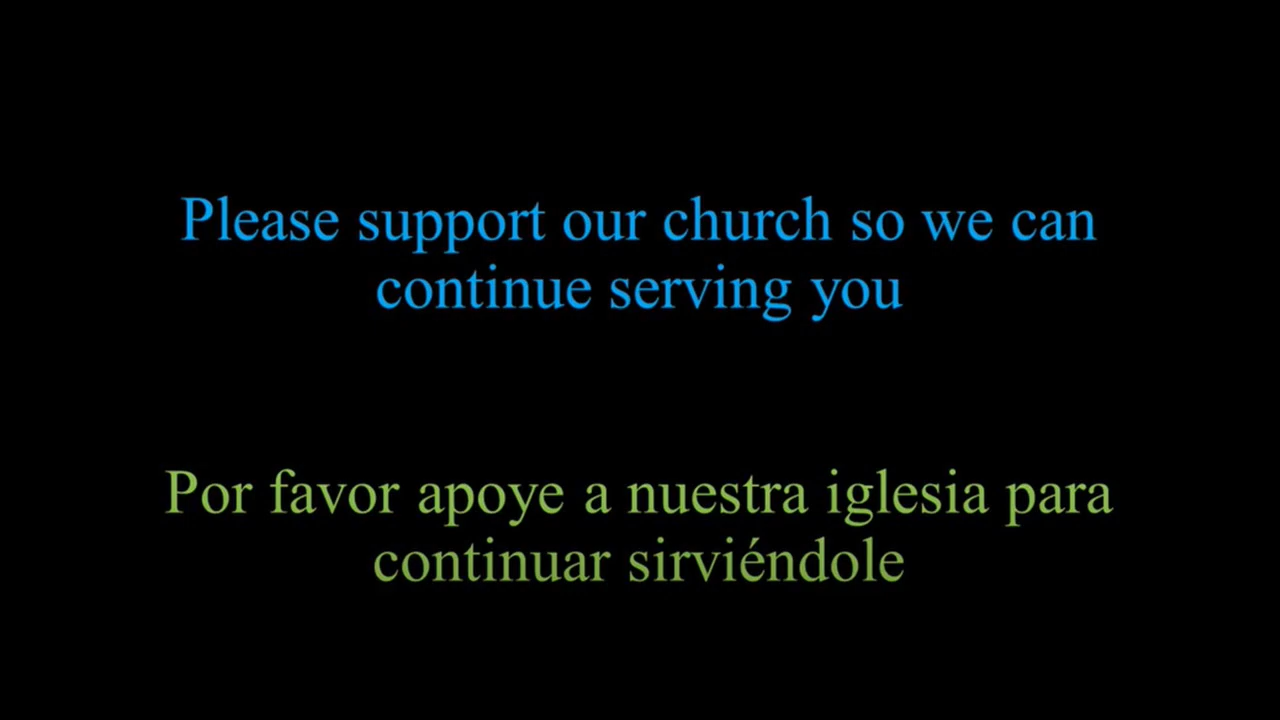 Please support our church so we can
continue serving you
Por favor apoye a nuestra iglesia para
continuar sirviéndole